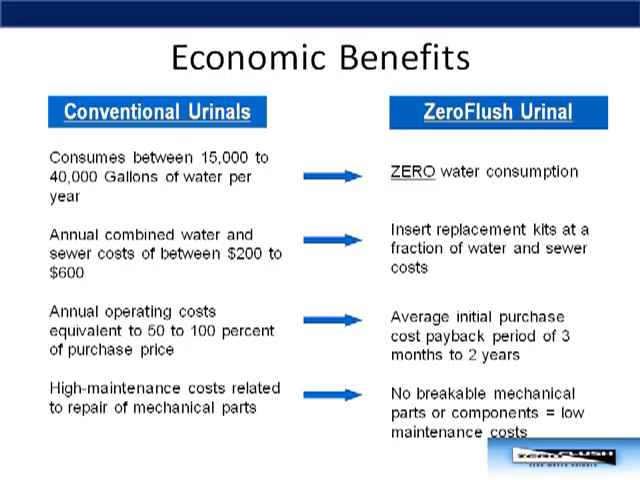 Economic Benefits
Conventional Urinals
Consumes between 15,000 to
40,000 Gallons of water per
year
Annual combined water and
sewer costs of between $200 to
$600
Annual operating costs
equivalent to 50 to 100 percent
of purchase price
High-maintenance costs related
to repair of mechanical parts
ZeroFlush Urinal
ZERO water consumption
Insert replacement kits at a
fraction of water and sewer
costs
Average initial purchase
cost payback period of 3
months to 2 years
No breakable mechanical
parts or components = low
maintenance costs
ZEROFLUSH
ZERO WATER URINALS